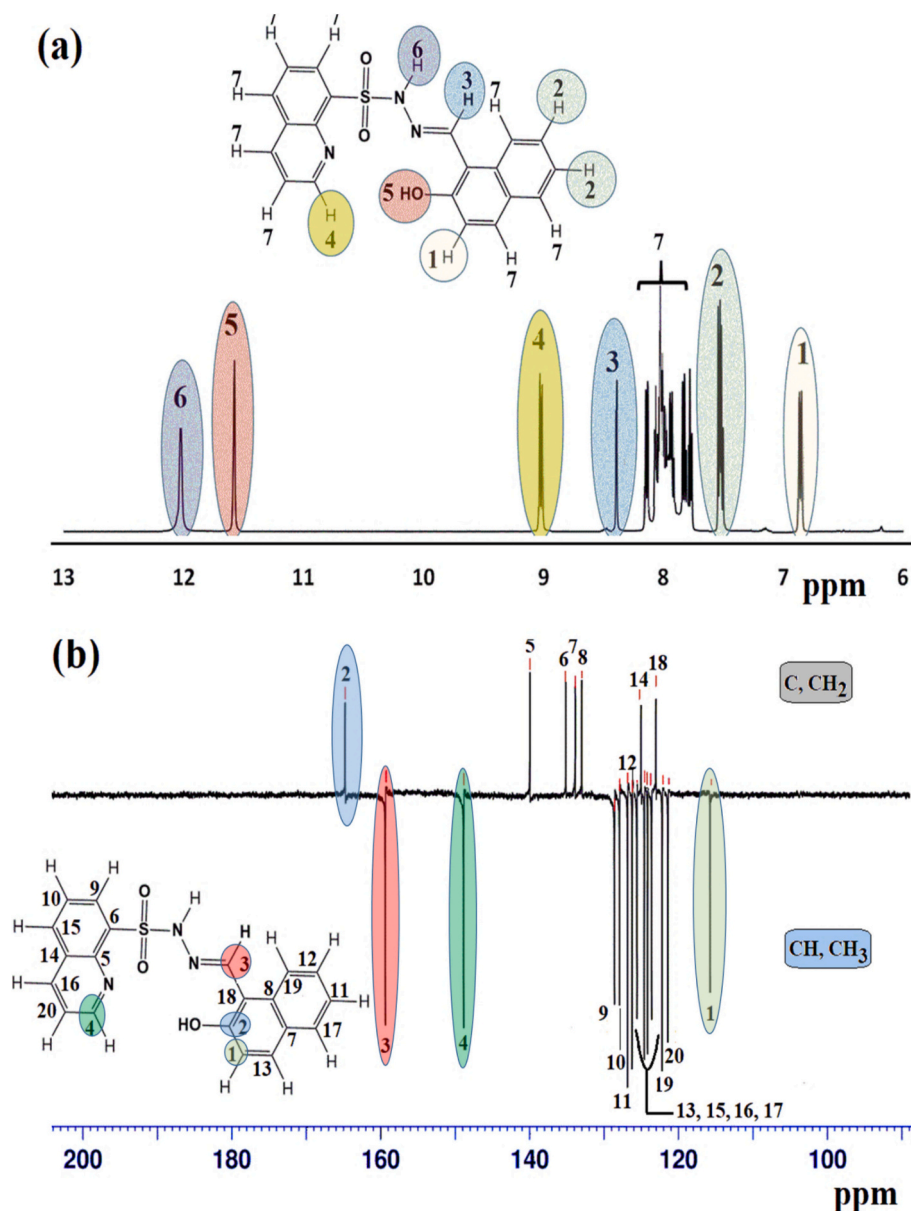 (a)
H H 6 H
O
7 H 3 H 7 H 2 H
S N
7 H O N H 2
N
5 HO H 7
H 7 H 4 1 H H 7
7
6 5 4 3 2 1
13 12 11 10 9 8 7 6
ppm
(b)
2 5 6 7 8 14 18 12
C, CH2
CH, CH3
H H
10 9 O H
H 15 6 S N H
14 5 O N 3 H H
16 N 18 8 19 12
20 4 H HO 2 7 11 H
H 1 13 17
H H H
3 4 9 10 11 19 20 1
13, 15, 16, 17
200 180 160 140 120 100
ppm